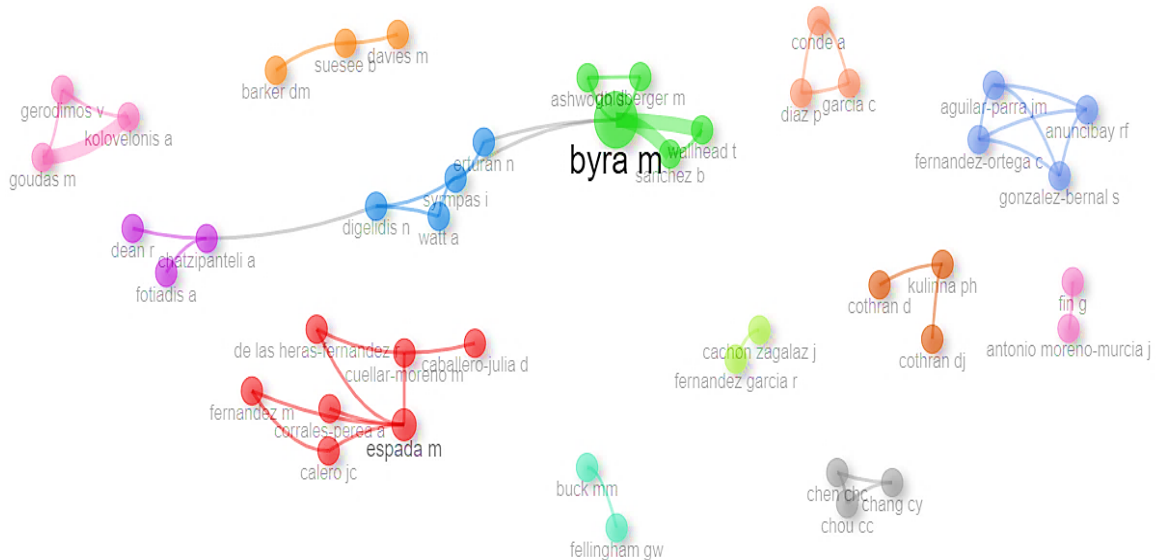 conde a
suesee b
davies m
barker dm
diaz p
garcia c
gerodimos v
kolovelonis a
goudas m
goldsberger m
byra m
wallhead t
sanchez b
aguilar-parra jm
anuncibay rf
fernandez-ortega c
gonzalez-bernal s
erturan n
syrmpas i
digelidis n
watt a
dean r
chatzipanteli a
fotiadis a
kulinna ph
cothran d
cothran dj
fin g
antonio moreno-murcia j
de las heras-fernandez r
cuellar-moreno m
caballero-julia d
cachon zagalaz j
fernandez garcia r
fernandez m
corrales-perea a
espada m
calero jc
buck mm
fellingham gw
chen chc
chang cy
chou cc